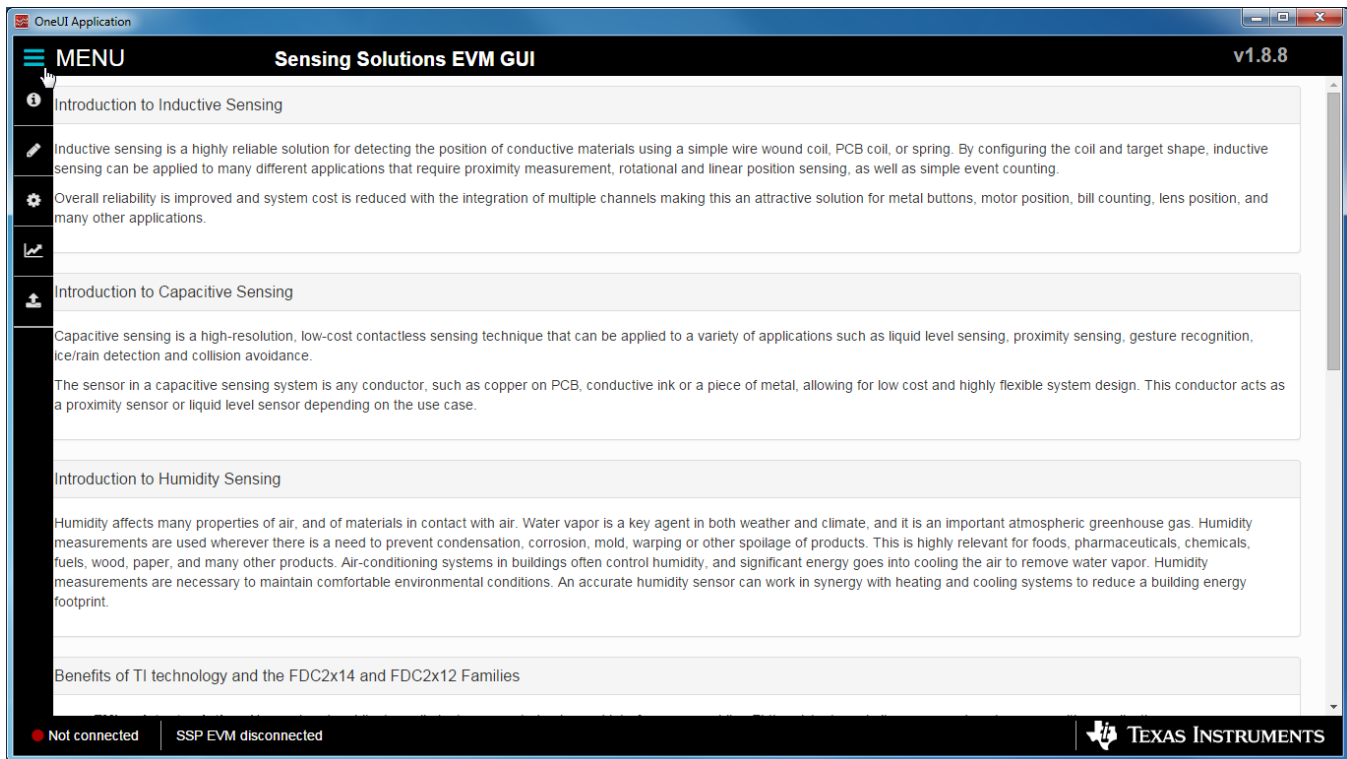 OneUI Application
MENU
Sensing Solutions EVM GUI
v1.8.8
Introduction to Inductive Sensing
Inductive sensing is a highly reliable solution for detecting the position of conductive materials using a simple wire wound coil, PCB coil, or spring. By configuring the coil and target shape, inductive
sensing can be applied to many different applications that require proximity measurement, rotational and linear position sensing, as well as simple event counting.
Overall reliability is improved and system cost is reduced with the integration of multiple channels making this an attractive solution for metal buttons, motor position, bill counting, lens position, and
many other applications.
Introduction to Capacitive Sensing
Capacitive sensing is a high-resolution, low-cost contactless sensing technique that can be applied to a variety of applications such as liquid level sensing, proximity sensing, gesture recognition,
ice/rain detection and collision avoidance.
The sensor in a capacitive sensing system is any conductor, such as copper on PCB, conductive ink or a piece of metal, allowing for low cost and highly flexible system design. This conductor acts as
a proximity sensor or liquid level sensor depending on the use case.
Introduction to Humidity Sensing
Humidity affects many properties of air, and of materials in contact with air. Water vapor is a key agent in both weather and climate, and it is an important atmospheric greenhouse gas. Humidity
measurements are used wherever there is a need to prevent condensation, corrosion, mold, warping or other spoilage of products. This is highly relevant for foods, pharmaceuticals, chemicals,
fuels, wood, paper, and many other products. Air-conditioning systems in buildings often control humidity, and significant energy goes into cooling the air to remove water vapor. Humidity
measurements are necessary to maintain comfortable environmental conditions. An accurate humidity sensor can work in synergy with heating and cooling systems to reduce a building energy
footprint.
Benefits of TI technology and the FDC2x14 and FDC2x12 Families
Not connected
SSP EVM disconnected
TEXAS INSTRUMENTS